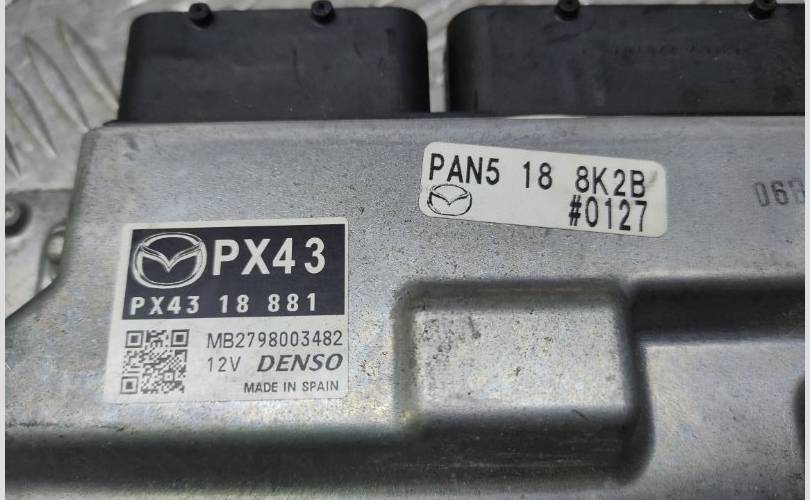 PAN5 18 8K2B
#0127
PX43
PX43 18 881
MB2798003482
12V DENSO
MADE IN SPAIN